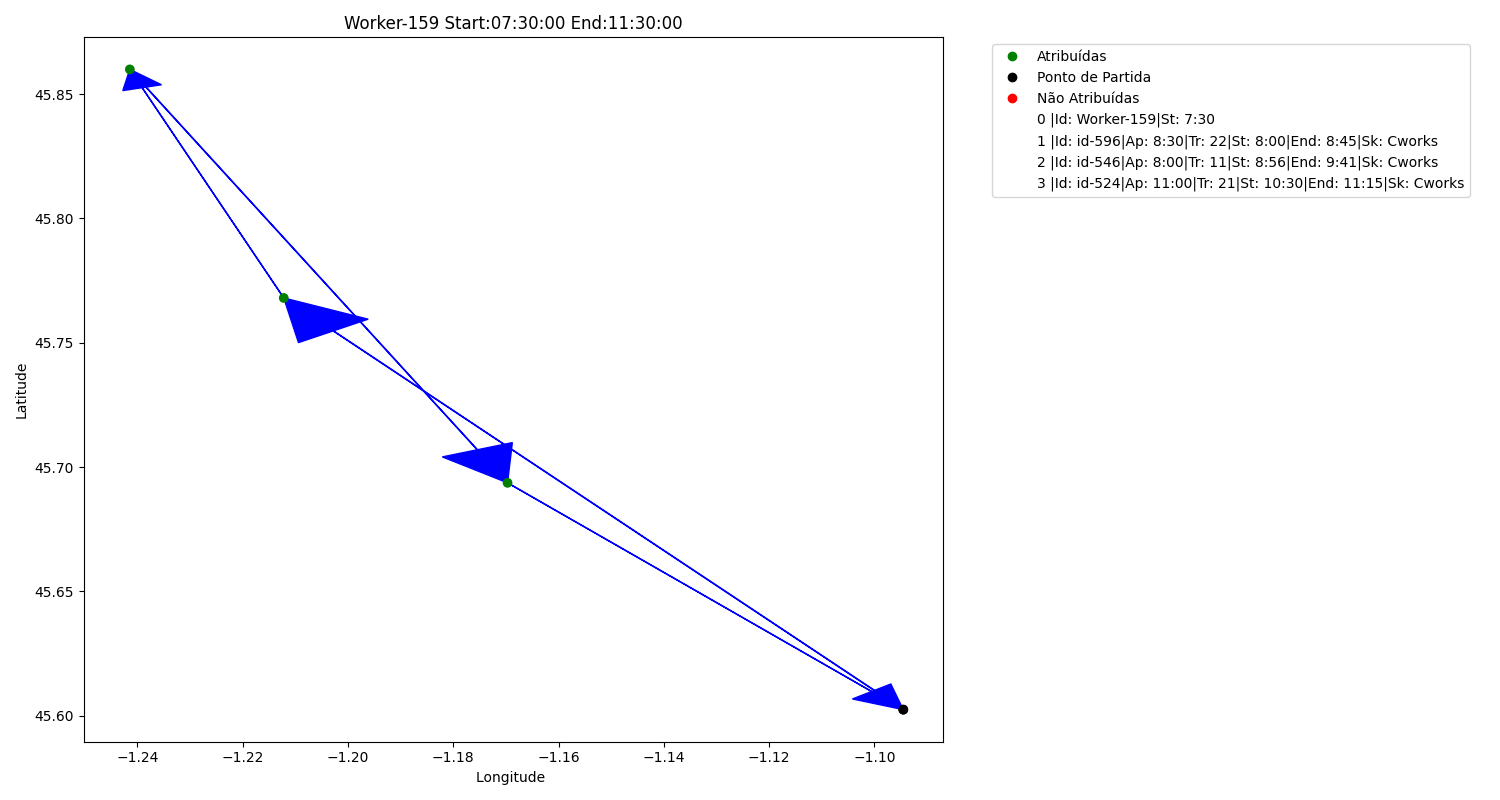 Worker-159 Start:07:30:00 End:11:30:00
Atribuídas
Ponto de Partida
Não Atribuídas
0 |Id: Worker-159|St: 7:30
1 |Id: id-596|Ap: 8:30|Tr: 22|St: 8:00|End: 8:45|Sk: Cworks
2 |Id: id-546|Ap: 8:00|Tr: 11|St: 8:56|End: 9:41|Sk: Cworks
3 |Id: id-524|Ap: 11:00|Tr: 21|St: 10:30|End: 11:15|Sk: Cworks
Latitude
45.85
45.80
45.75
45.70
45.65
45.60
−1.24 −1.22 −1.20 −1.18 −1.16 −1.14 −1.12 −1.10
Longitude